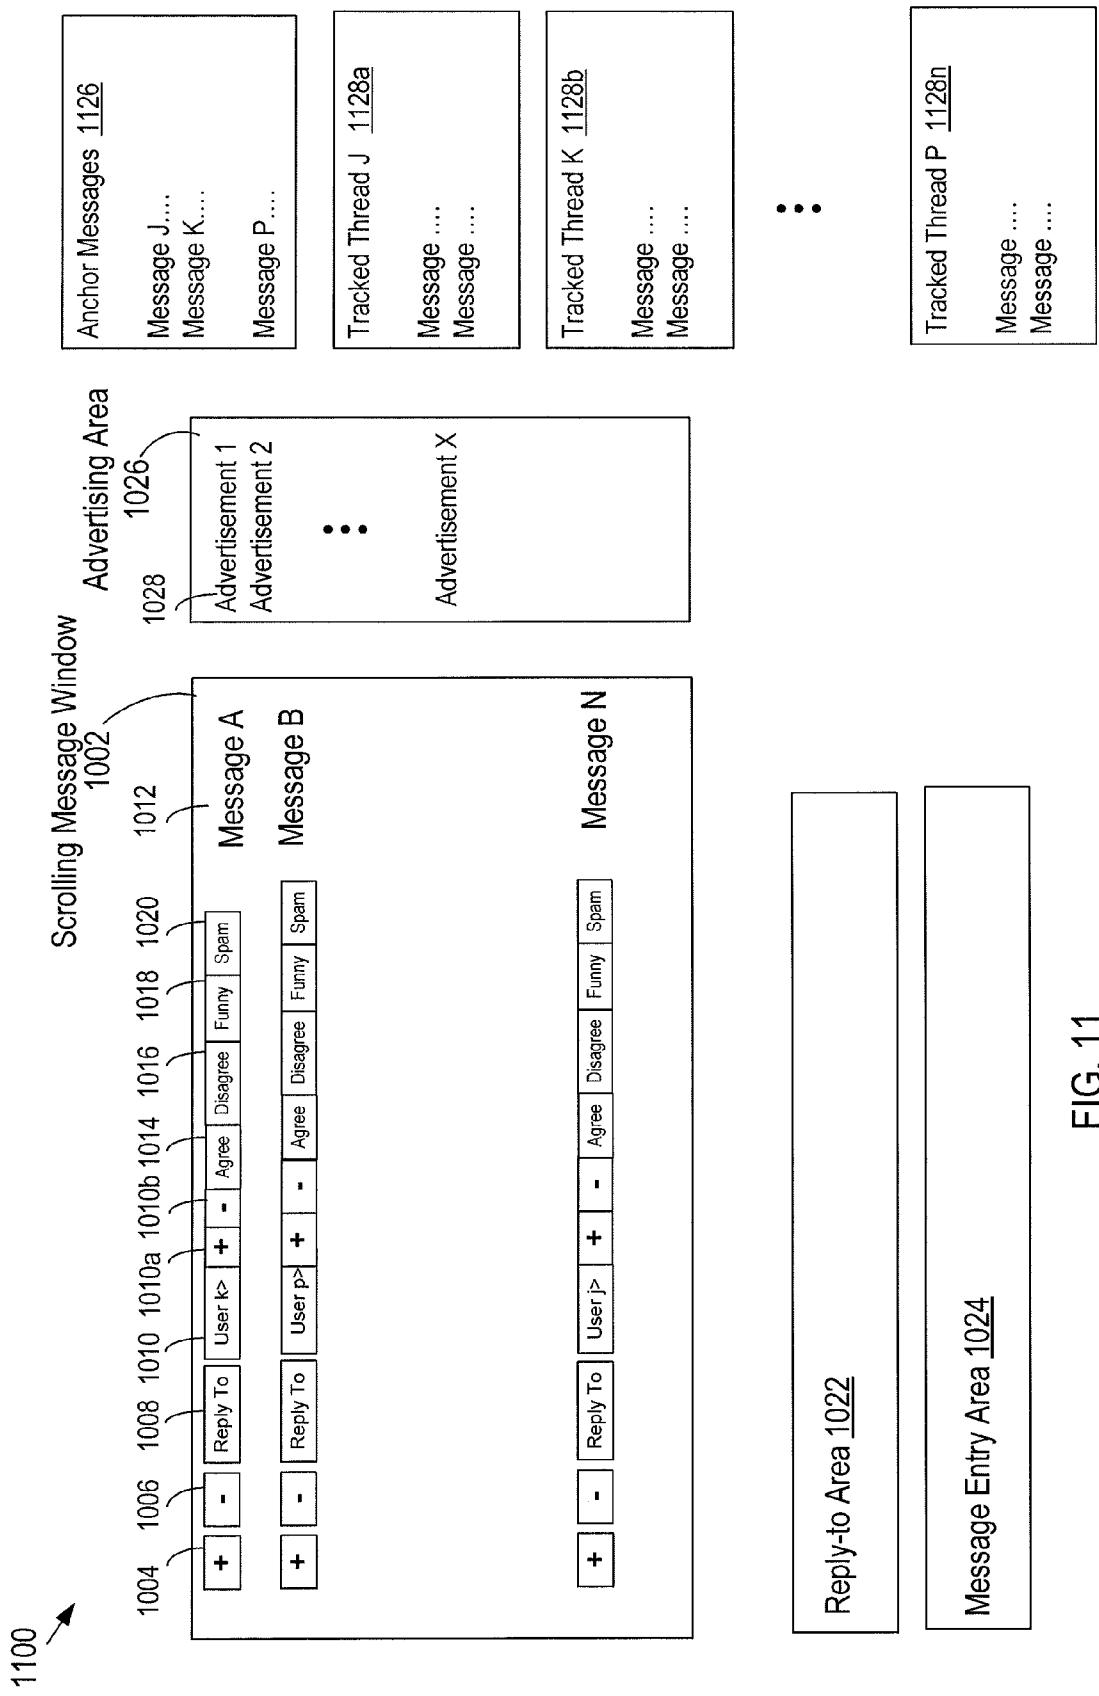 1100
Scrolling Message Window
1002
Advertising Area
1026
1004 1006 1008 1010 1010a 1010b 1014 1016 1018 1020 1012
1028
+ - Reply To User k> + - Agree Disagree Funny Spam Message A
+ - Reply To User p> + - Agree Disagree Funny Spam Message B
+ - Reply To User j> + - Agree Disagree Funny Spam Message N
Advertisement 1
Advertisement 2
•••
Advertisement X
Anchor Messages 1126
Message J....
Message K....
Message P....
Tracked Thread J 1128a
Message ....
Message ....
Tracked Thread K 1128b
Message ....
Message ....
•••
Tracked Thread P 1128n
Message ....
Message ....
Reply-to Area 1022
Message Entry Area 1024
FIG. 11